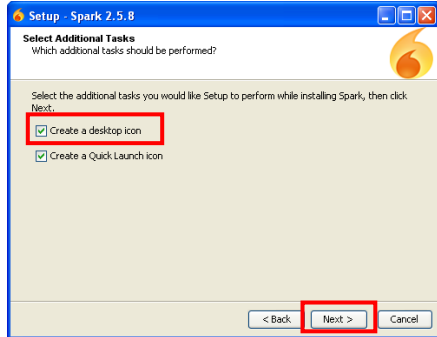 Setup - Spark 2.5.8
Select Additional Tasks
Which additional tasks should be performed?
Select the additional tasks you would like Setup to perform while installing Spark, then click
Next.
Create a desktop icon
Create a Quick Launch icon
< Back Next > Cancel